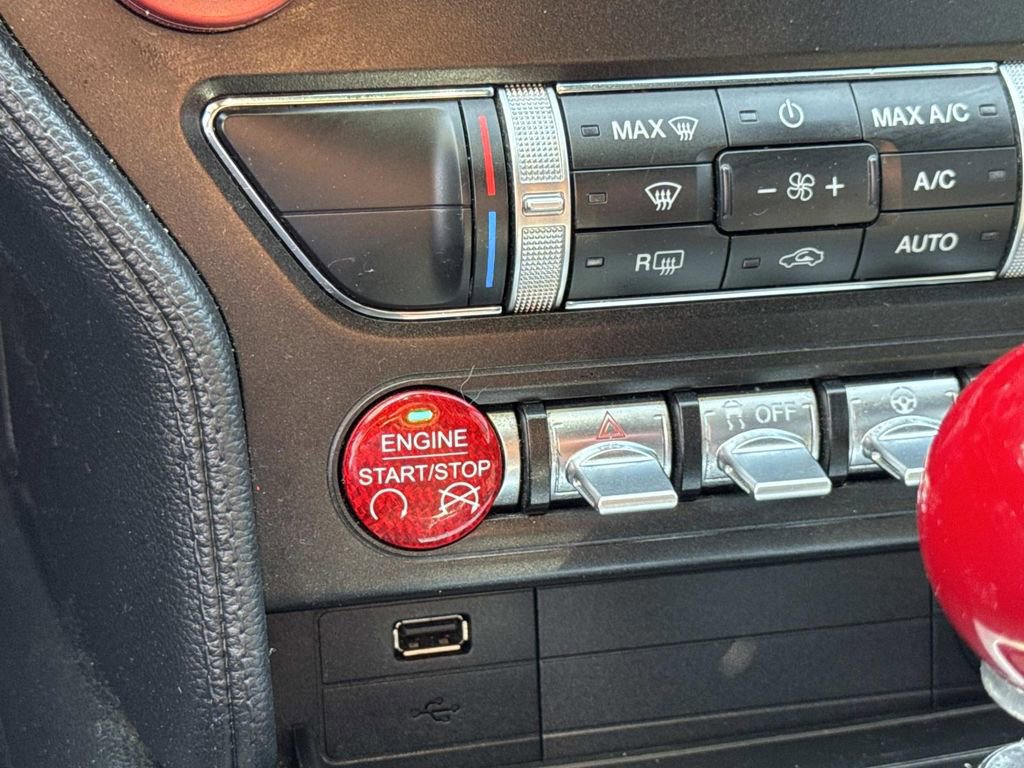 MAX
MAX A/C
- +
A/C
R
AUTO
ENGINE
START/STOP
OFF